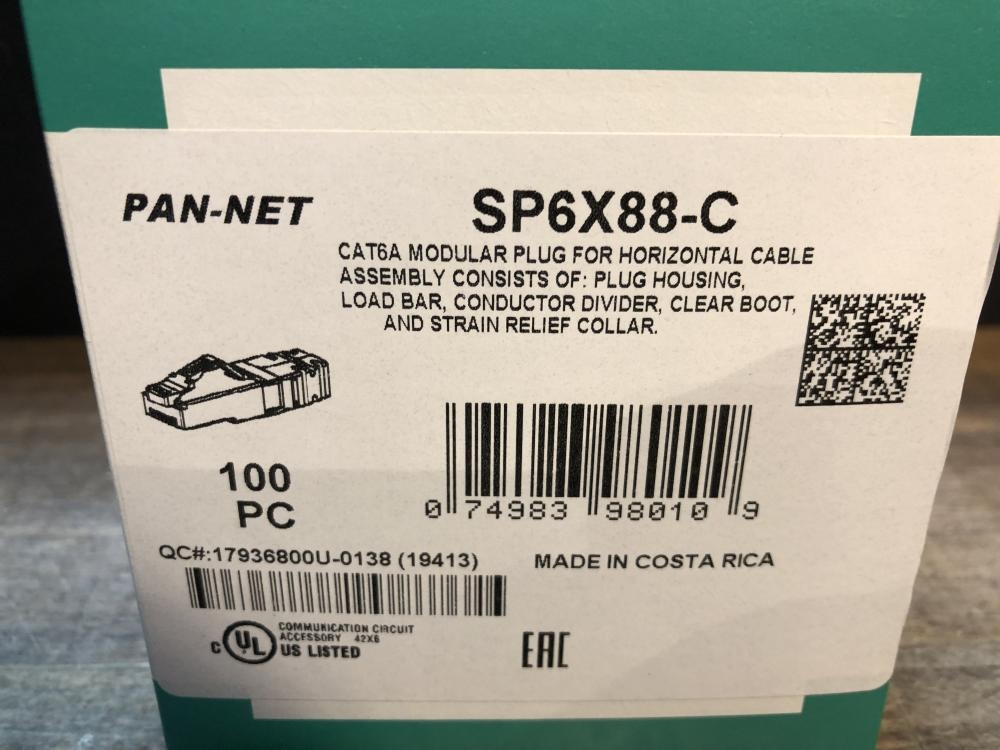 PAN-NET
SP6X88-C
CAT6A MODULAR PLUG FOR HORIZONTAL CABLE
ASSEMBLY CONSISTS OF: PLUG HOUSING,
LOAD BAR, CONDUCTOR DIVIDER, CLEAR BOOT,
AND STRAIN RELIEF COLLAR.
100
PC
0 74983 98010 9
QC#:17936800U-0138 (19413)
MADE IN COSTA RICA
COMMUNICATION CIRCUIT
ACCESSORY 42X6
C UL US LISTED
EAC